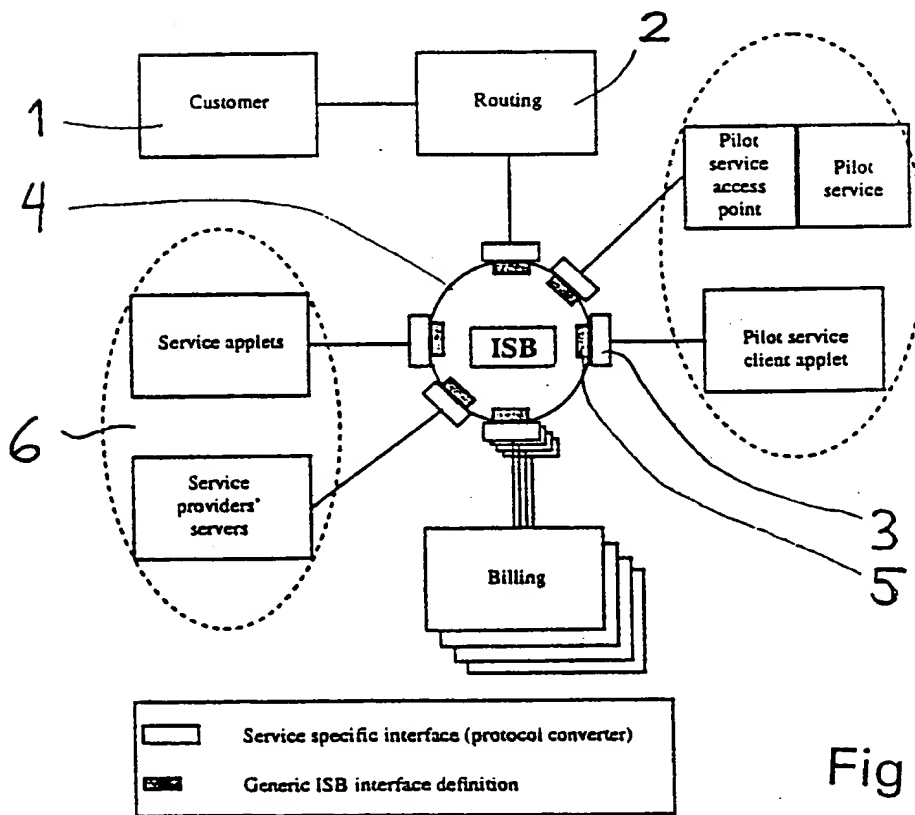 2
Customer
Routing
1
Pilot
service
access
point
Pilot
service
4
Service applets
ISB
Pilot service
client applet
6
Service
providers'
servers
3
Billing
5
Service specific interface (protocol converter)
Generic ISB interface definition
Fig